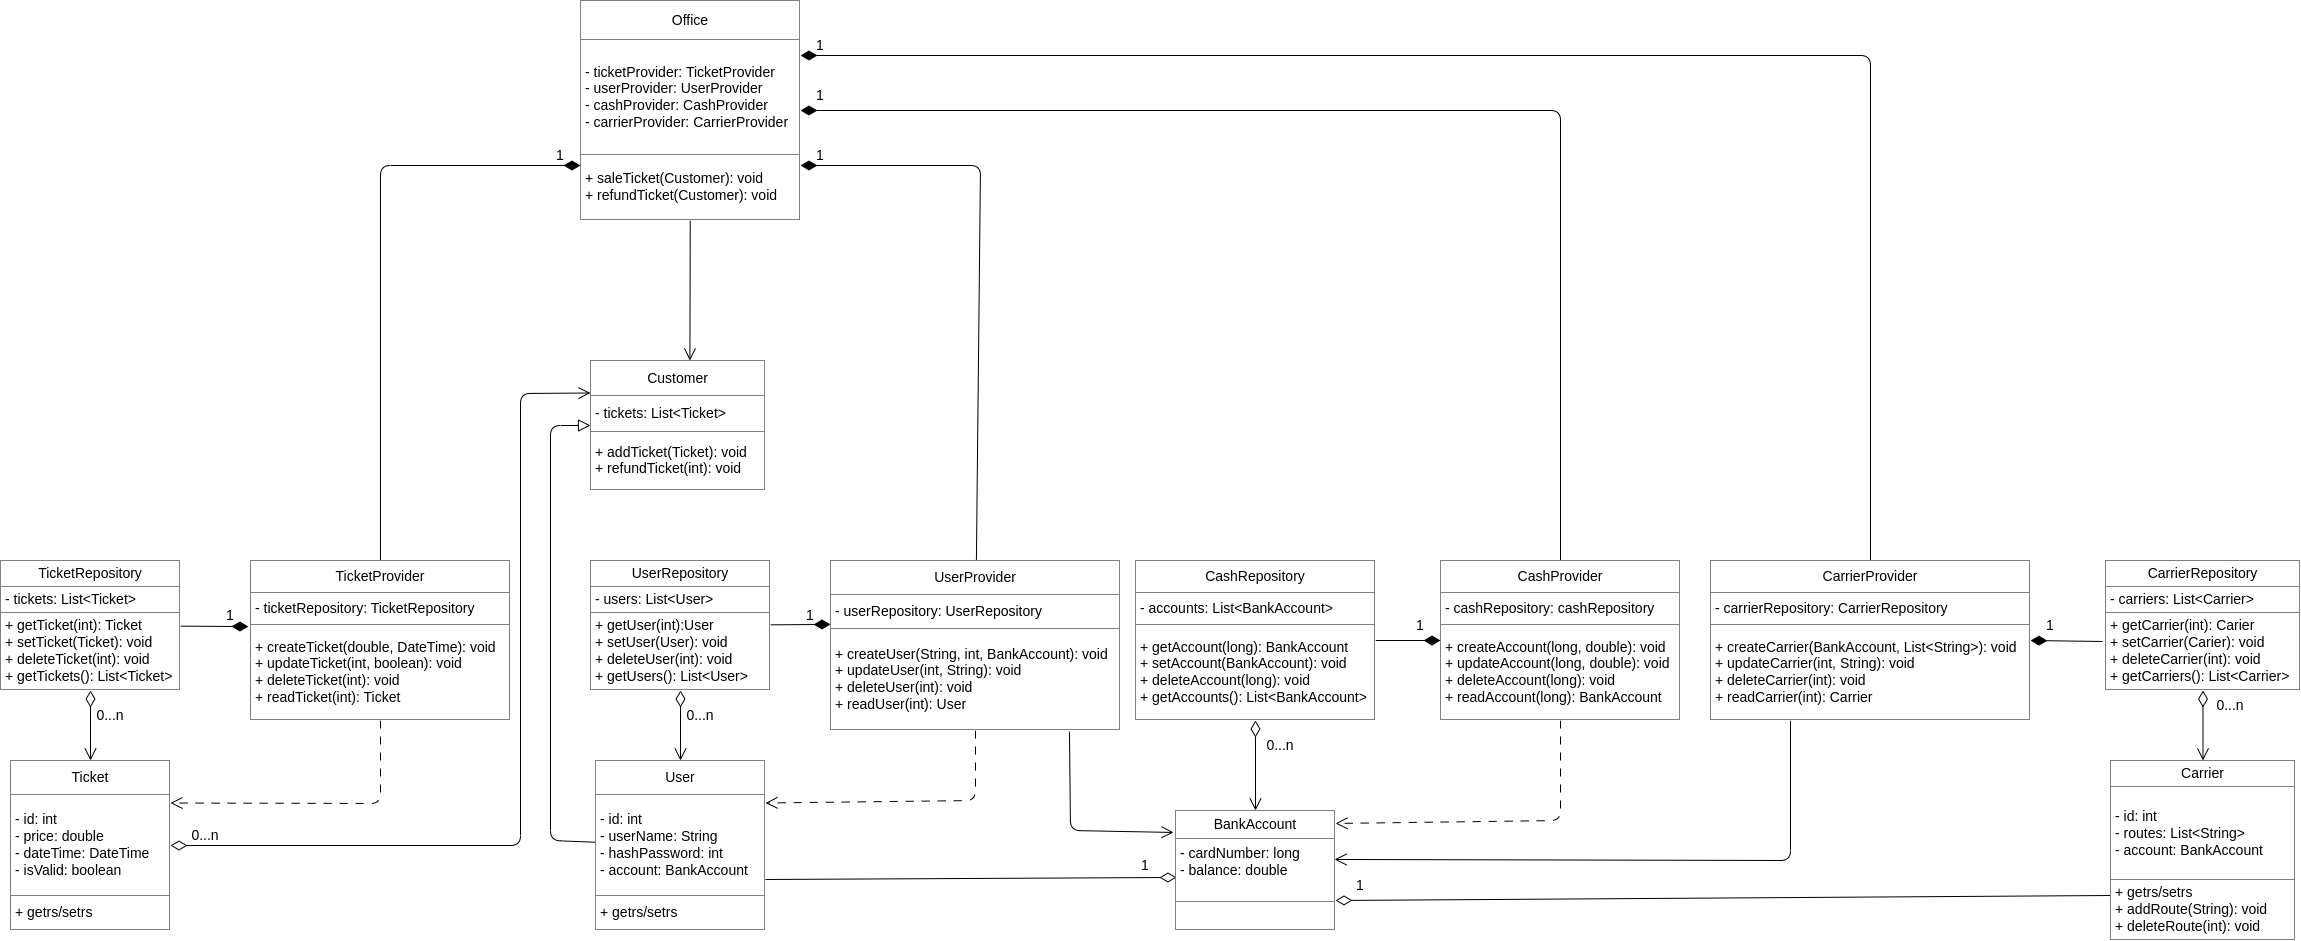 Office
- ticketProvider: TicketProvider
- userProvider: UserProvider
- cashProvider: CashProvider
- carrierProvider: CarrierProvider
+ saleTicket(Customer): void
+ refundTicket(Customer): void
1
1
1
1
Customer
- tickets: List<Ticket>
+ addTicket(Ticket): void
+ refundTicket(int): void
TicketRepository
- tickets: List<Ticket>
+ getTicket(int): Ticket
+ setTicket(Ticket): void
+ deleteTicket(int): void
+ getTickets(): List<Ticket>
1
0...n
TicketProvider
- ticketRepository: TicketRepository
+ createTicket(double, DateTime): void
+ updateTicket(int, boolean): void
+ deleteTicket(int): void
+ readTicket(int): Ticket
UserRepository
- users: List<User>
+ getUser(int):User
+ setUser(User): void
+ deleteUser(int): void
+ getUsers(): List<User>
1
0...n
UserProvider
- userRepository: UserRepository
+ createUser(String, int, BankAccount): void
+ updateUser(int, String): void
+ deleteUser(int): void
+ readUser(int): User
CashRepository
- accounts: List<BankAccount>
+ getAccount(long): BankAccount
+ setAccount(BankAccount): void
+ deleteAccount(long): void
+ getAccounts(): List<BankAccount>
1
0...n
CashProvider
- cashRepository: cashRepository
+ createAccount(long, double): void
+ updateAccount(long, double): void
+ deleteAccount(long): void
+ readAccount(long): BankAccount
CarrierProvider
- carrierRepository: CarrierRepository
+ createCarrier(BankAccount, List<String>): void
+ updateCarrier(int, String): void
+ deleteCarrier(int): void
+ readCarrier(int): Carrier
1
CarrierRepository
- carriers: List<Carrier>
+ getCarrier(int): Carier
+ setCarrier(Carier): void
+ deleteCarrier(int): void
+ getCarriers(): List<Carrier>
0...n
Ticket
- id: int
- price: double
- dateTime: DateTime
- isValid: boolean
+ getrs/setrs
0...n
User
- id: int
- userName: String
- hashPassword: int
- account: BankAccount
+ getrs/setrs
1
BankAccount
- cardNumber: long
- balance: double
1
Carrier
- id: int
- routes: List<String>
- account: BankAccount
+ getrs/setrs
+ addRoute(String): void
+ deleteRoute(int): void